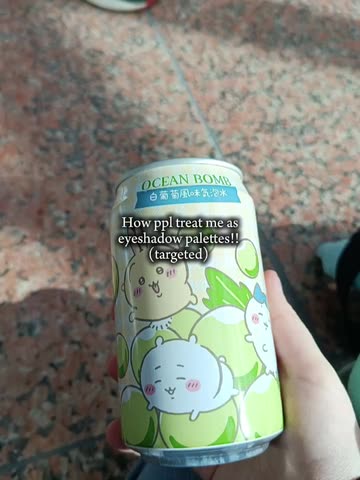 OCEAN BOMB
白葡萄風味氣泡水
How ppl treat me as
eyeshadow palettes!!
(targeted)